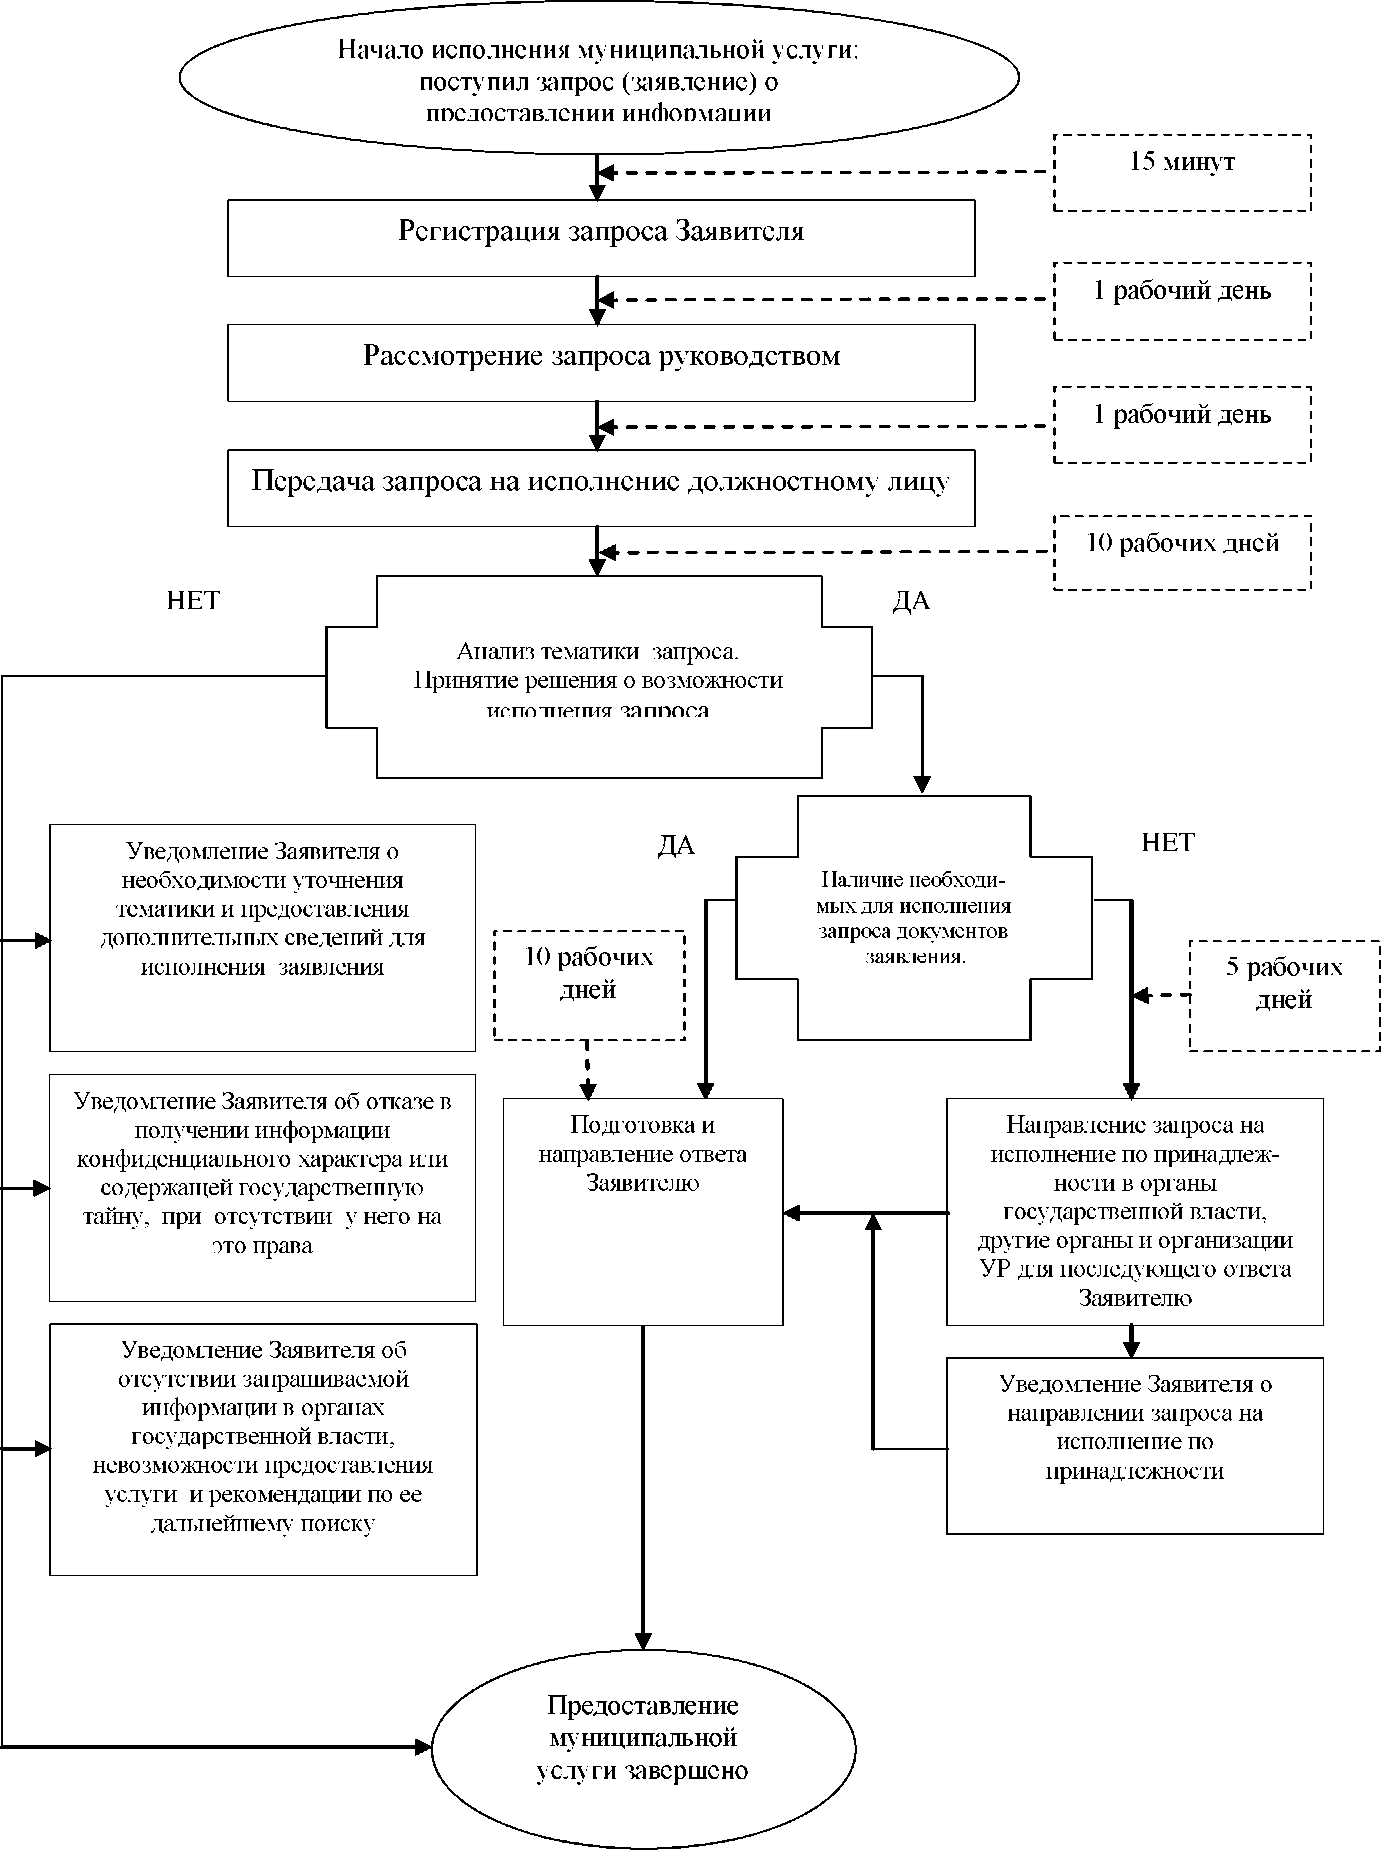 Начало исполнения муниципальной услуги:
поступил запрос (заявление) о
предоставлении информации
15 минут
Регистрация запроса Заявителя
1 рабочий день
Рассмотрение запроса руководством
1 рабочий день
Передача запроса на исполнение должностному лицу
10 рабочих дней
НЕТ
ДА
Анализ тематики запроса.
Принятие решения о возможности
исполнения запроса
ДА
НЕТ
Наличие необходи-
мых для исполнения
запроса документов
заявления.
Уведомление Заявителя о
необходимости уточнения
тематики и предоставления
дополнительных сведений для
исполнения заявления
10 рабочих
дней
5 рабочих
дней
Уведомление Заявителя об отказе в
получении информации
конфиденциального характера или
содержащей государственную
тайну, при отсутствии у него на
это права
Подготовка и
направление ответа
Заявителю
Направление запроса на
исполнение по принадлеж-
ности в органы
государственной власти,
другие органы и организации
УР для последующего ответа
Заявителю
Уведомление Заявителя об
отсутствии запрашиваемой
информации в органах
государственной власти,
невозможности предоставления
услуги и рекомендации по ее
дальнейшему поиску
Уведомление Заявителя о
направлении запроса на
исполнение по
принадлежности
Предоставление
муниципальной
услуги завершено